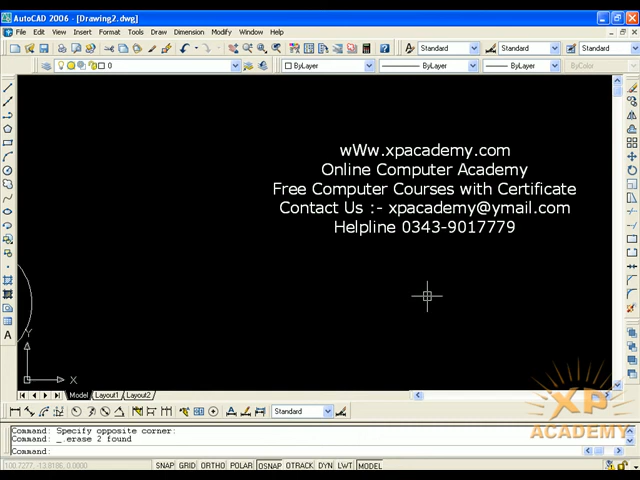 AutoCAD 2006 - [Drawing2.dwg]
File Edit View Insert Format Tools Draw Dimension Modify Window Help
Standard Standard Standard
0 ByLayer ByLayer ByLayer ByColor
wWw.xpacademy.com
Online Computer Academy
Free Computer Courses with Certificate
Contact Us :- xpacademy@ymail.com
Helpline 0343-9017779
Y
X
Model Layout1 Layout2
Standard
XP
ACADEMY
Command: Specify opposite corner:
Command: _.erase 2 found
Command:
SNAP GRID ORTHO POLAR OSNAP OTRACK DYN LWT MODEL